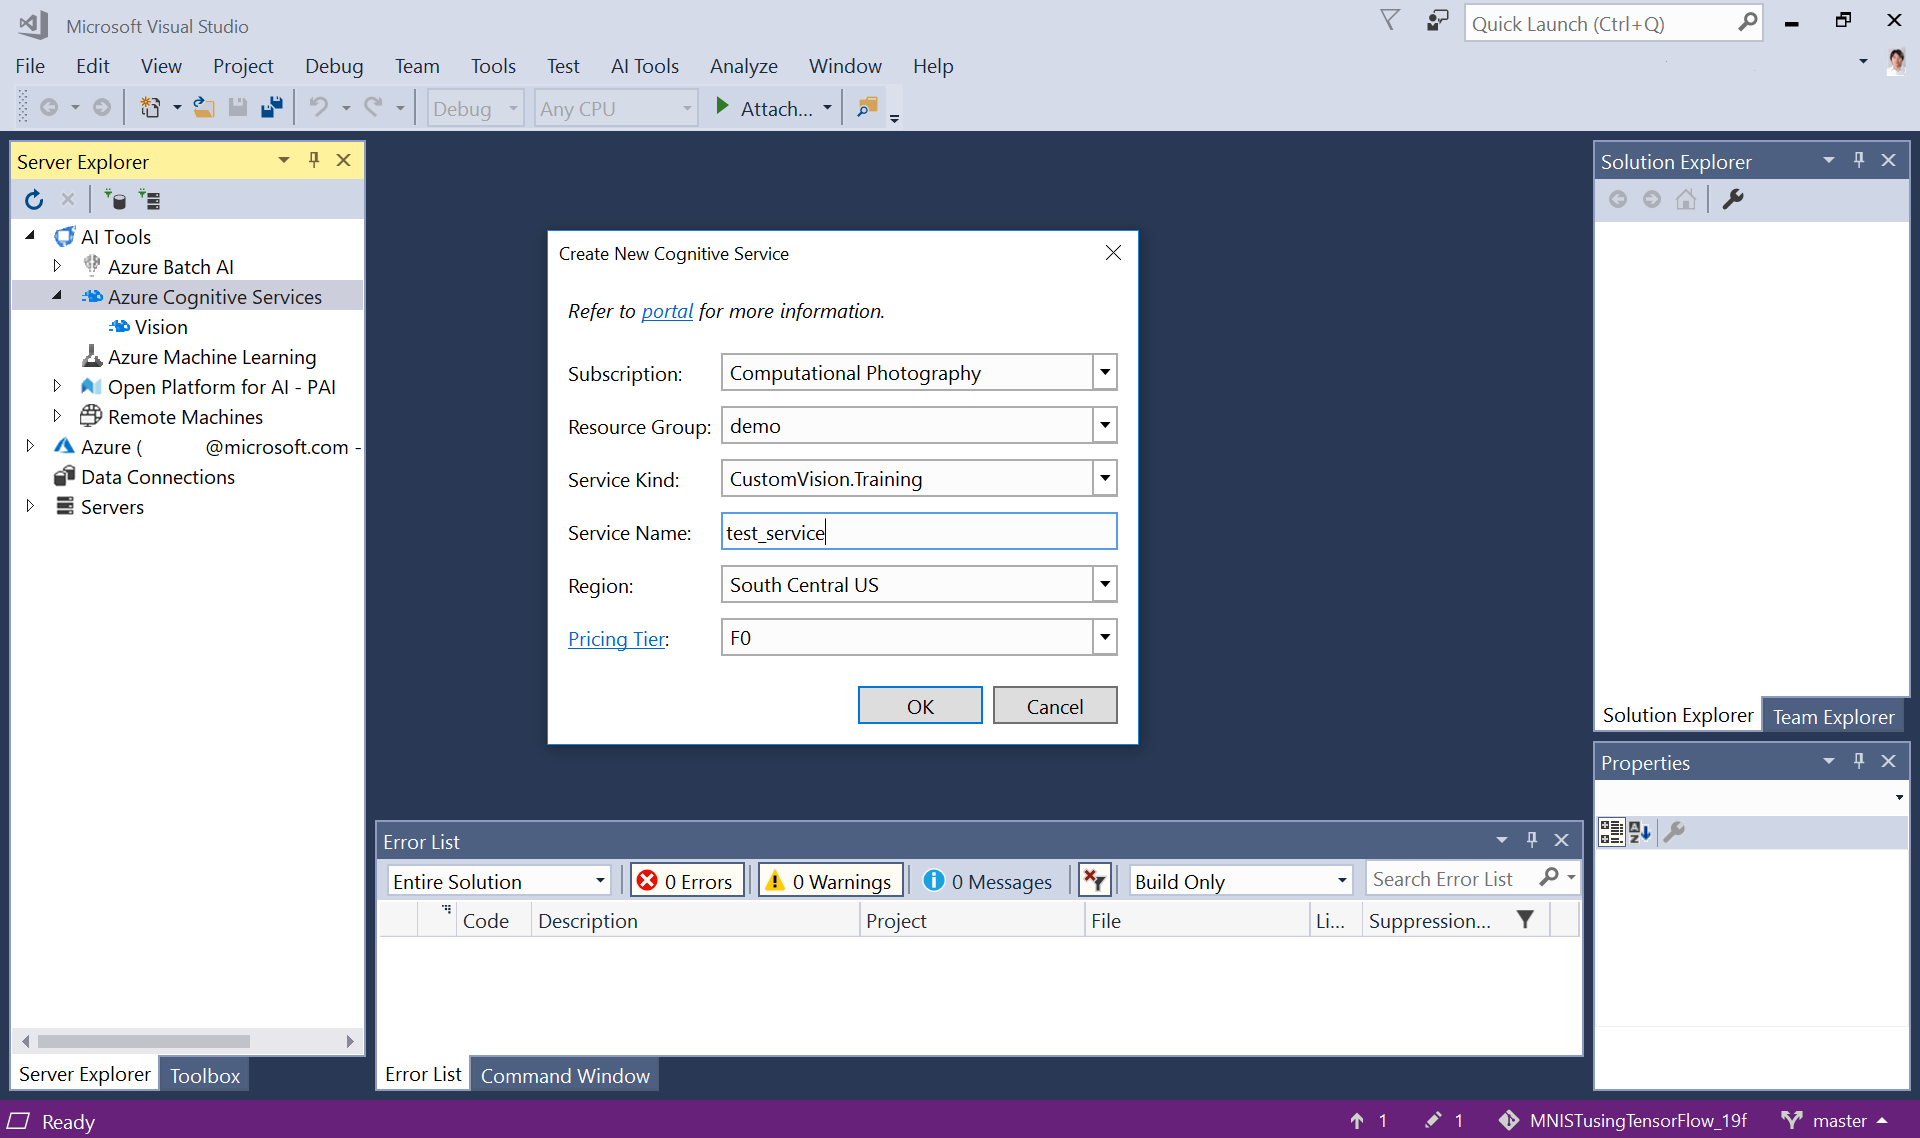 Microsoft Visual Studio
Quick Launch (Ctrl+Q)
File Edit View Project Debug Team Tools Test AI Tools Analyze Window Help
Debug Any CPU Attach...
Server Explorer
AI Tools
Azure Batch AI
Azure Cognitive Services
Vision
Azure Machine Learning
Open Platform for AI - PAI
Remote Machines
Azure ( @microsoft.com -
Data Connections
Servers
Server Explorer Toolbox
Create New Cognitive Service
Refer to portal for more information.
Subscription: Computational Photography
Resource Group: demo
Service Kind: CustomVision.Training
Service Name: test_service
Region: South Central US
Pricing Tier: F0
OK Cancel
Error List
Entire Solution 0 Errors 0 Warnings 0 Messages Build Only Search Error List
Code Description Project File Li... Suppression...
Error List Command Window
Solution Explorer
Solution Explorer Team Explorer
Properties
Ready 1 1 MNISTusingTensorFlow_19f master